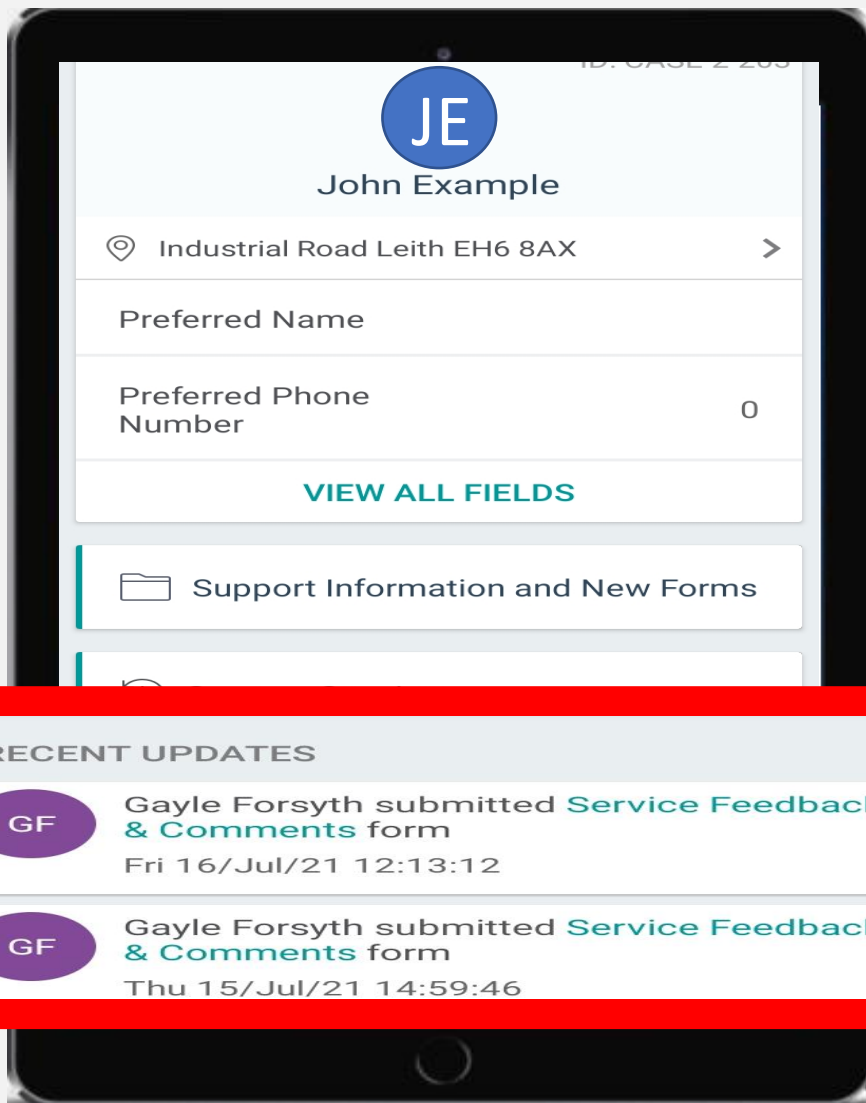 JE
John Example
Industrial Road Leith EH6 8AX
Preferred Name
Preferred Phone
Number
0
VIEW ALL FIELDS
Support Information and New Forms
RECENT UPDATES
GF
Gayle Forsyth submitted Service Feedback
& Comments form
Fri 16/Jul/21 12:13:12
GF
Gayle Forsyth submitted Service Feedback
& Comments form
Thu 15/Jul/21 14:59:46